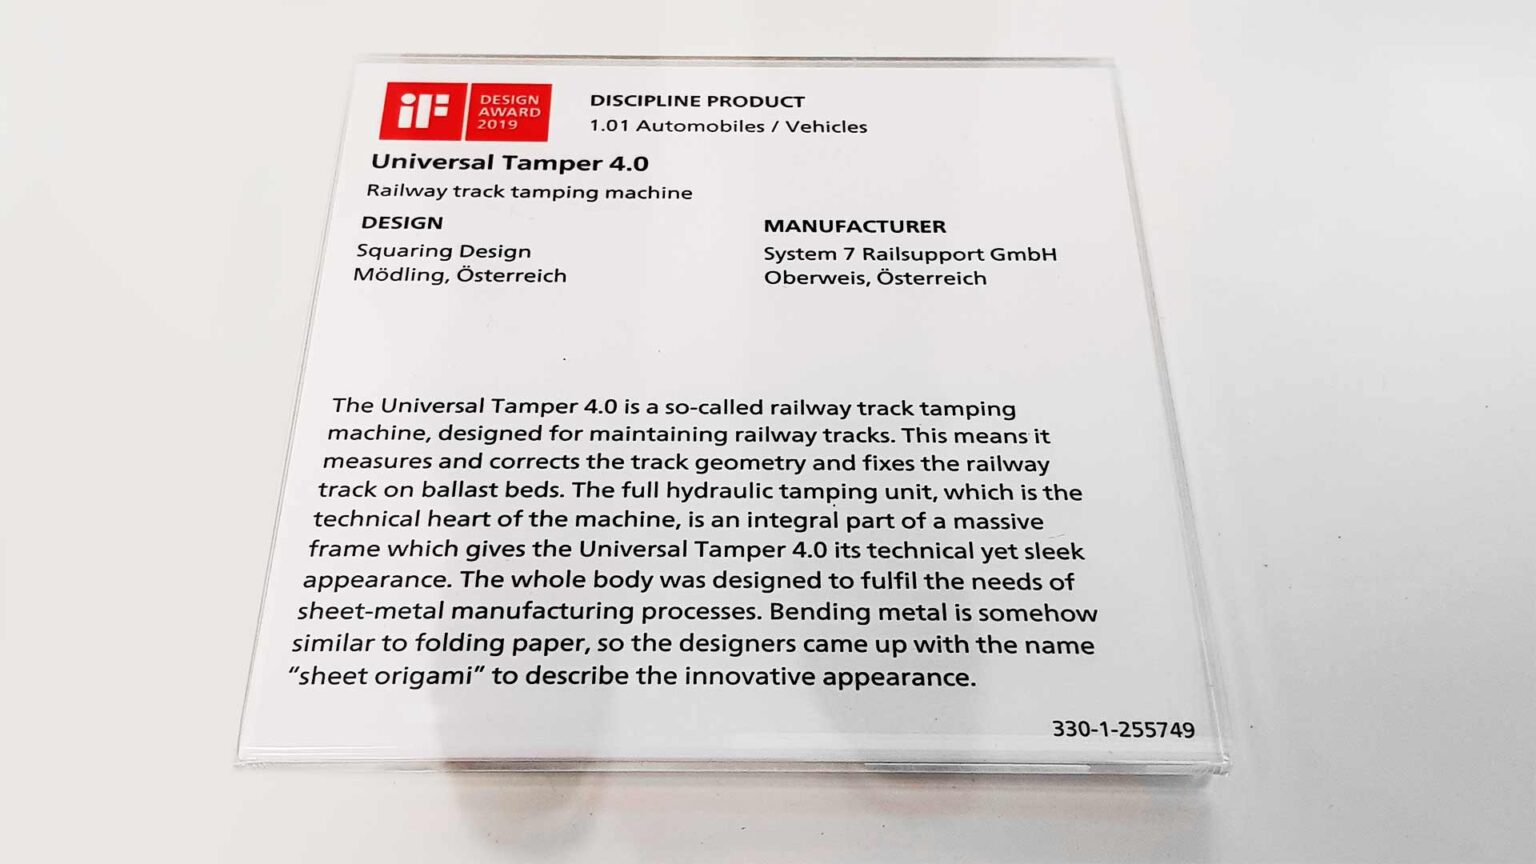 iF
DESIGN
AWARD
2019
DISCIPLINE PRODUCT
1.01 Automobiles / Vehicles
Universal Tamper 4.0
Railway track tamping machine
DESIGN
Squaring Design
Mödling, Österreich
MANUFACTURER
System 7 Railsupport GmbH
Oberweis, Österreich
The Universal Tamper 4.0 is a so-called railway track tamping
machine, designed for maintaining railway tracks. This means it
measures and corrects the track geometry and fixes the railway
track on ballast beds. The full hydraulic tamping unit, which is the
technical heart of the machine, is an integral part of a massive
frame which gives the Universal Tamper 4.0 its technical yet sleek
appearance. The whole body was designed to fulfil the needs of
sheet-metal manufacturing processes. Bending metal is somehow
similar to folding paper, so the designers came up with the name
“sheet origami” to describe the innovative appearance.
330-1-255749